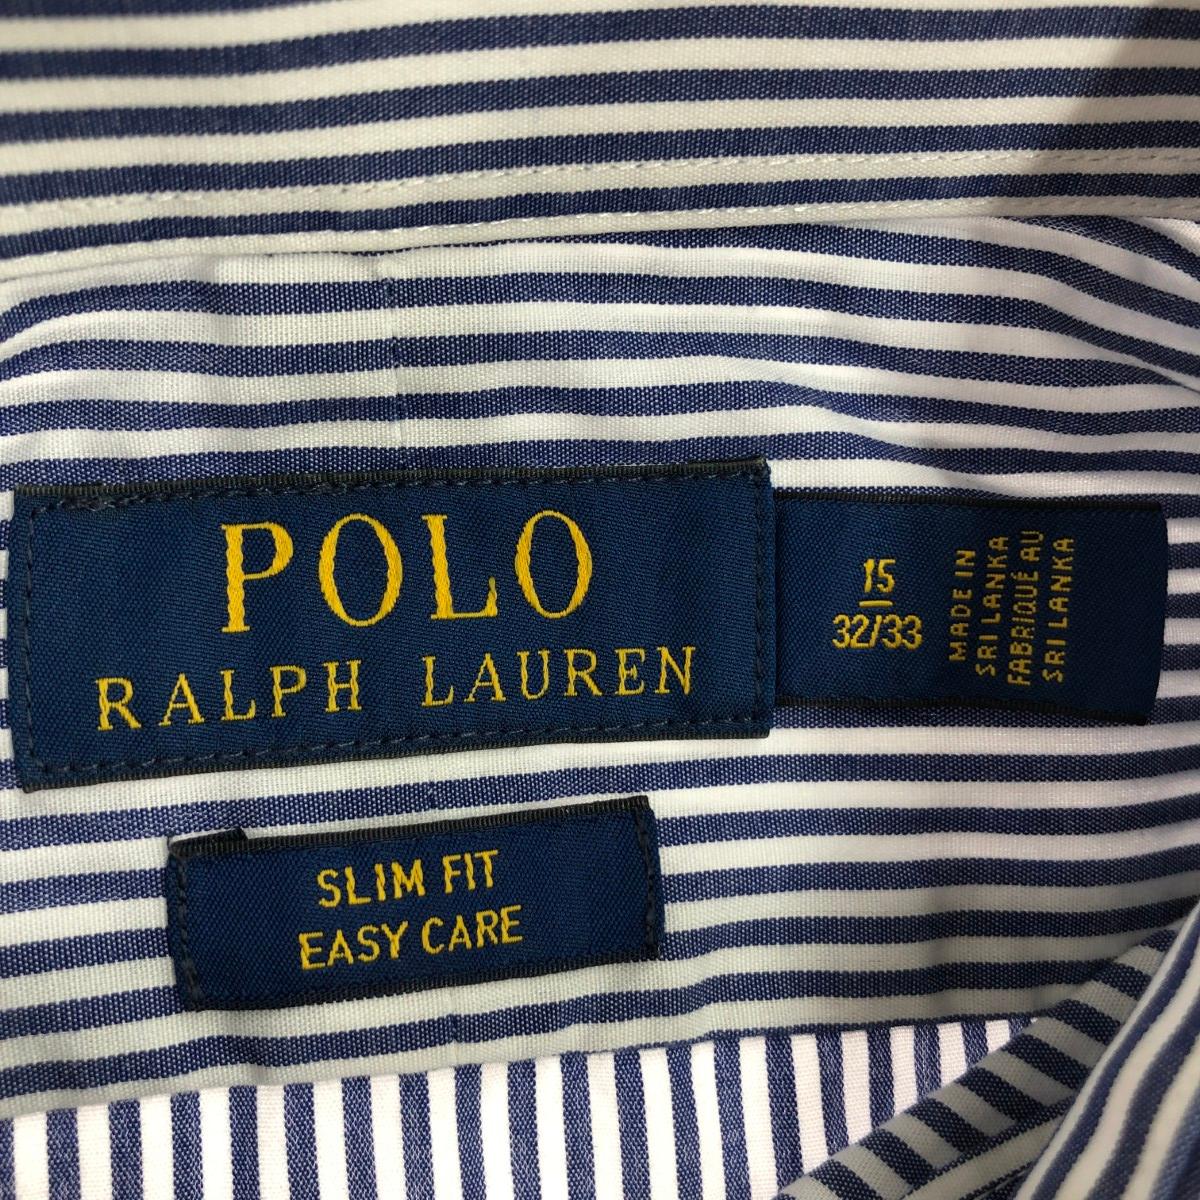 POLO
RALPH LAUREN
15
32/33
MADE IN
SRI LANKA
FABRIQUÉ AU
SRI LANKA
SLIM FIT
EASY CARE